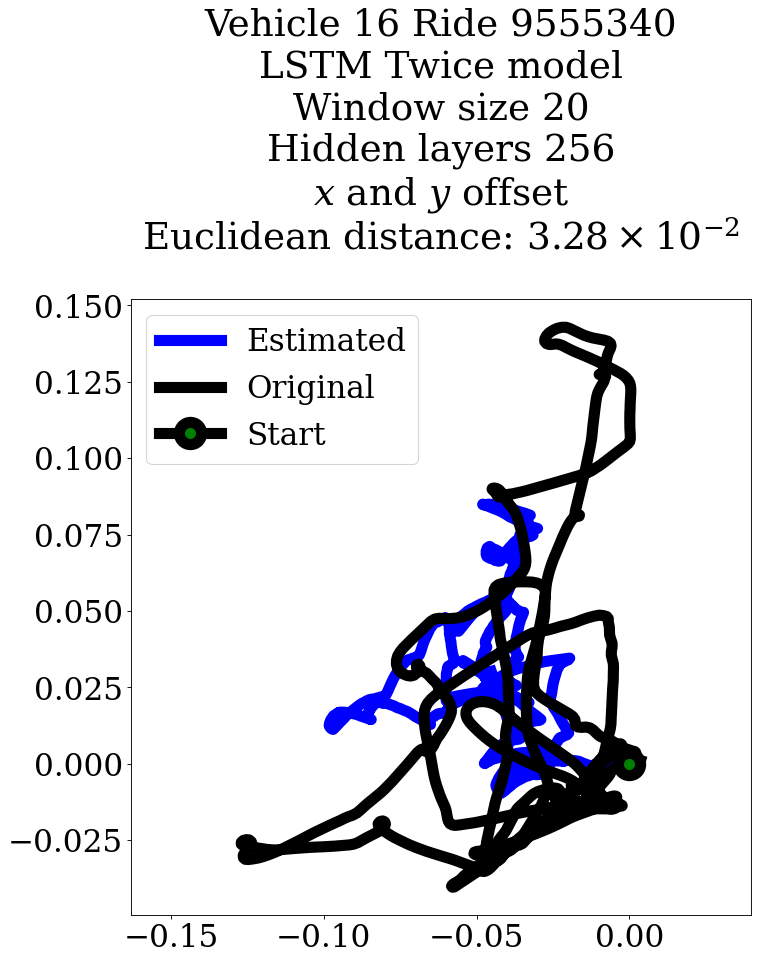 Vehicle 16 Ride 9555340
LSTM Twice model
Window size 20
Hidden layers 256
x and y offset
Euclidean distance: 3.28 × 10⁻²
0.150
0.125
0.100
0.075
0.050
0.025
0.000
−0.025
Estimated
Original
Start
−0.15 −0.10 −0.05 0.00